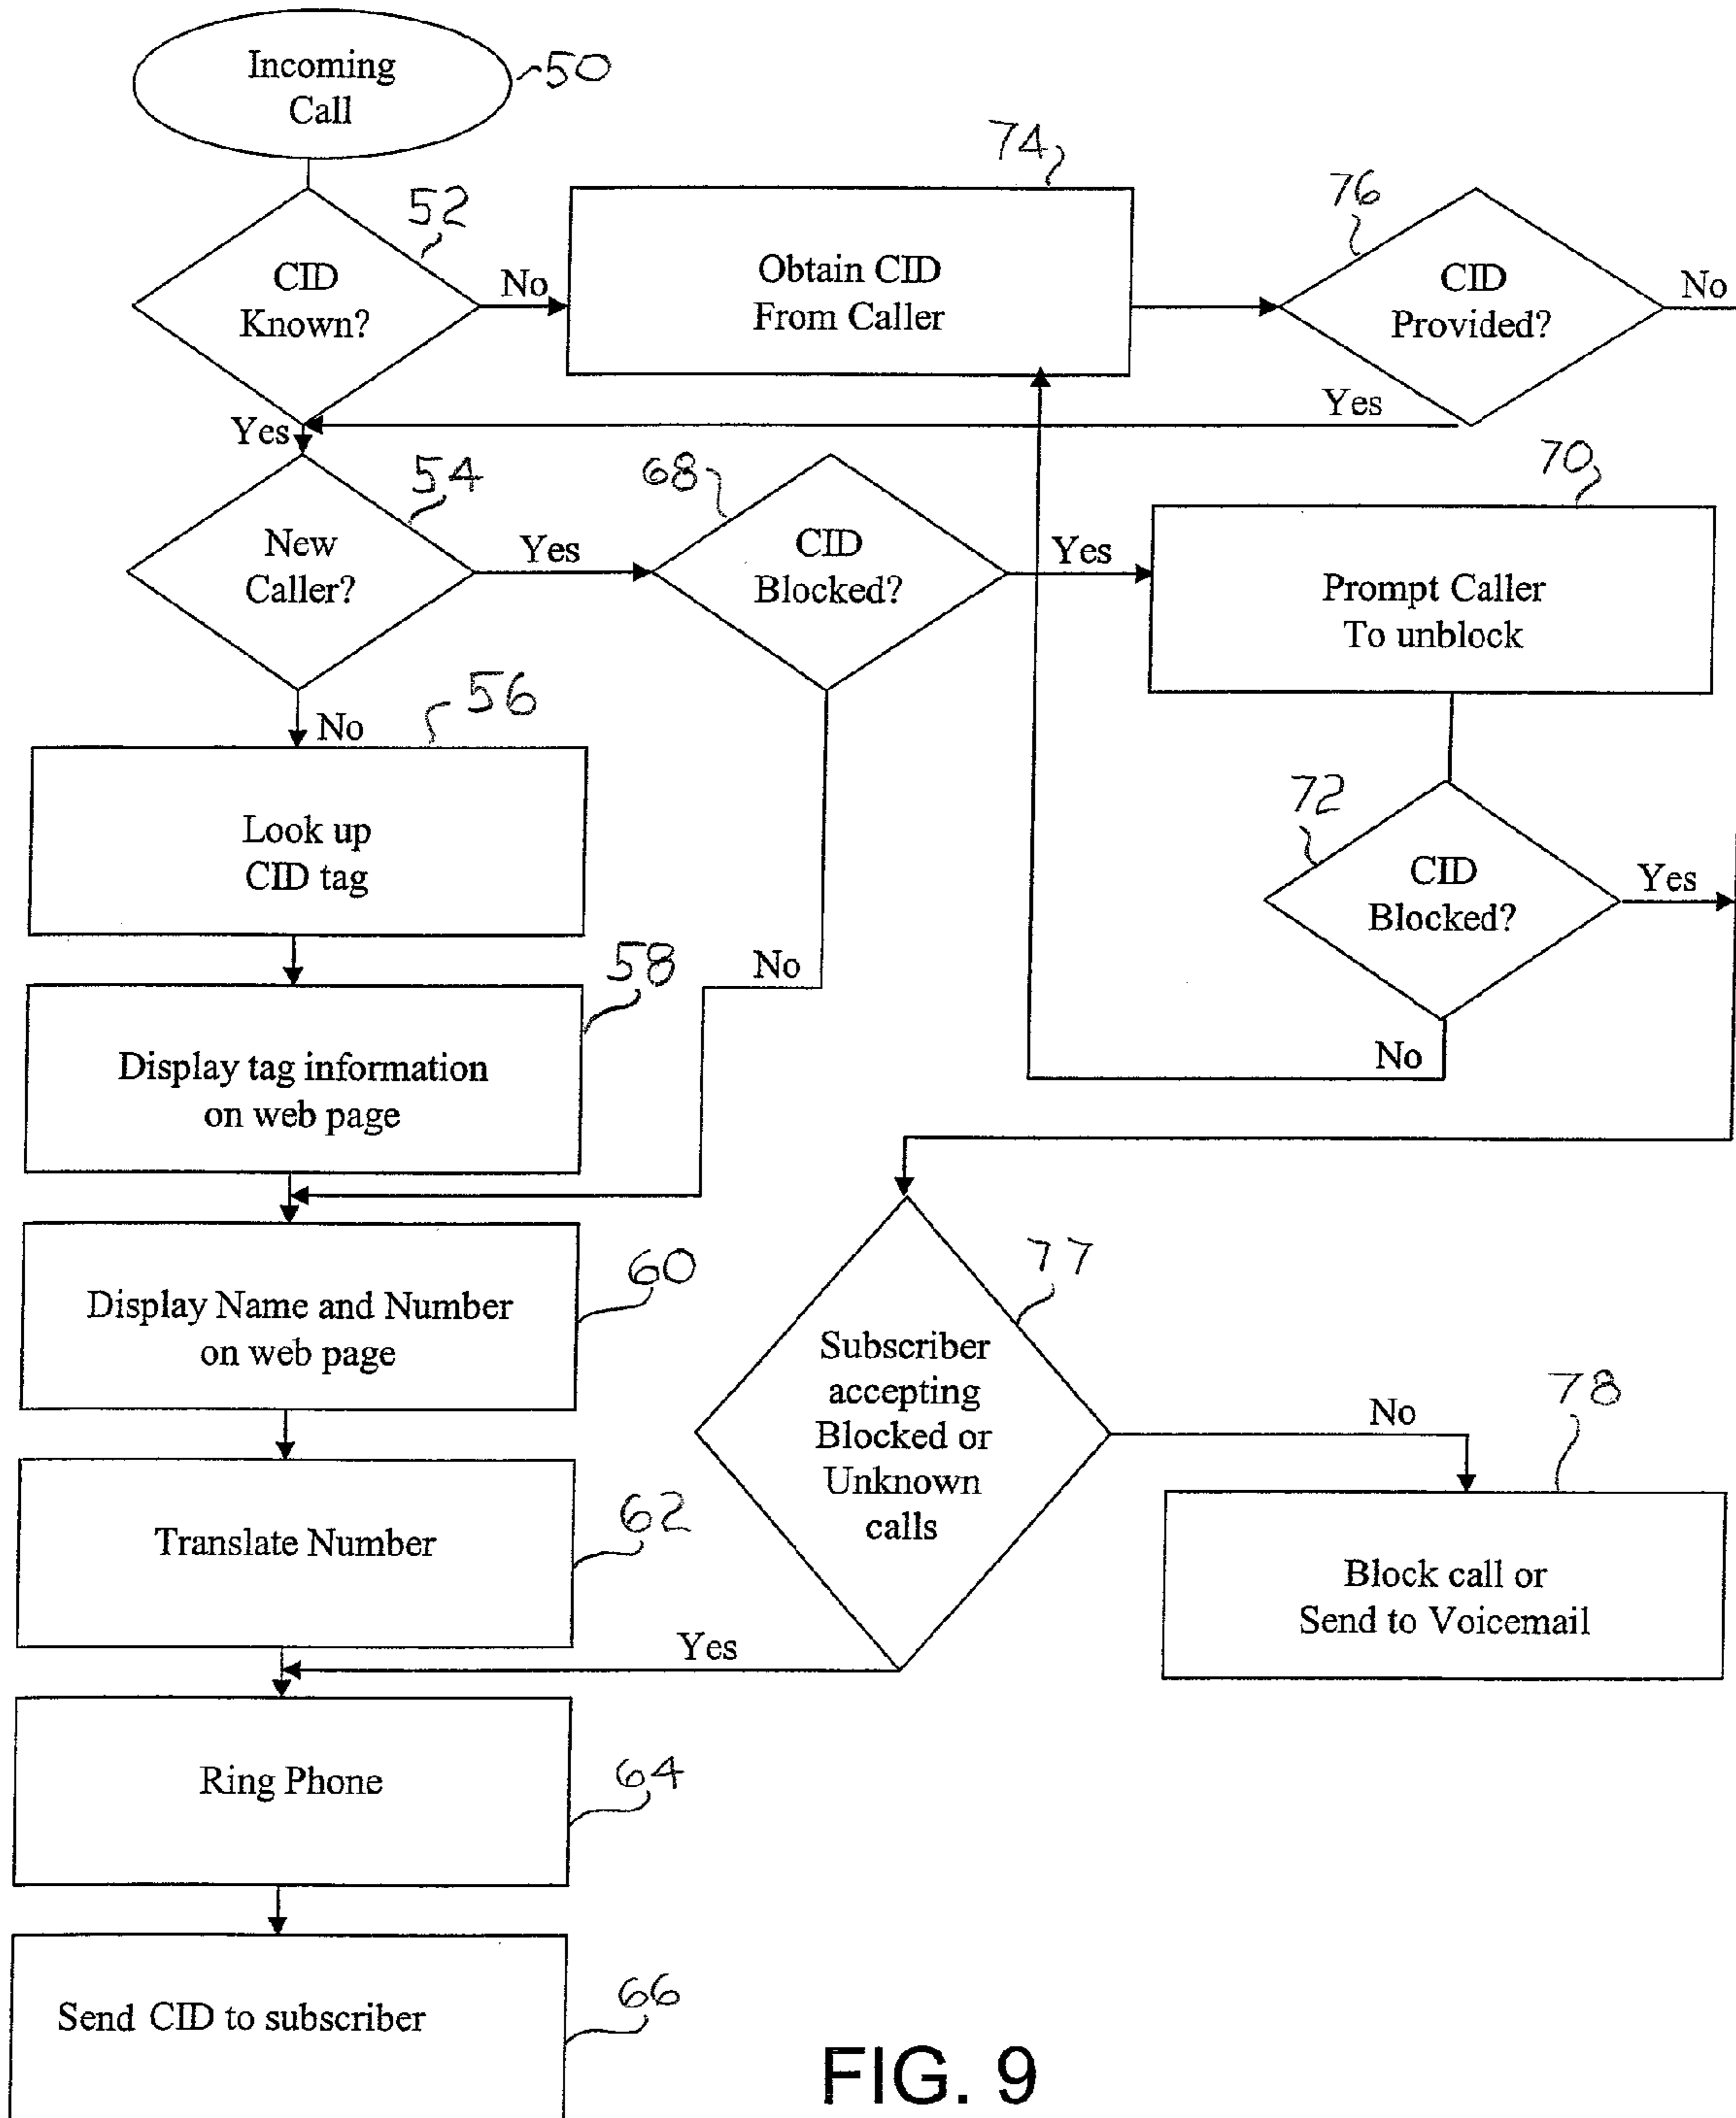 Incoming
Call
50
74
76
52
CID
Known?
No
Obtain CID
From Caller
CID
Provided?
No
Yes
Yes
54
68
70
New
Caller?
Yes
CID
Blocked?
Yes
Prompt Caller
To unblock
No
56
72
Look up
CID tag
CID
Blocked?
Yes
No
58
Display tag information
on web page
No
60
77
Display Name and Number
on web page
Subscriber
accepting
Blocked or
Unknown
calls
No
78
62
Translate Number
Block call or
Send to Voicemail
Yes
Ring Phone
64
Send CID to subscriber
66
FIG. 9